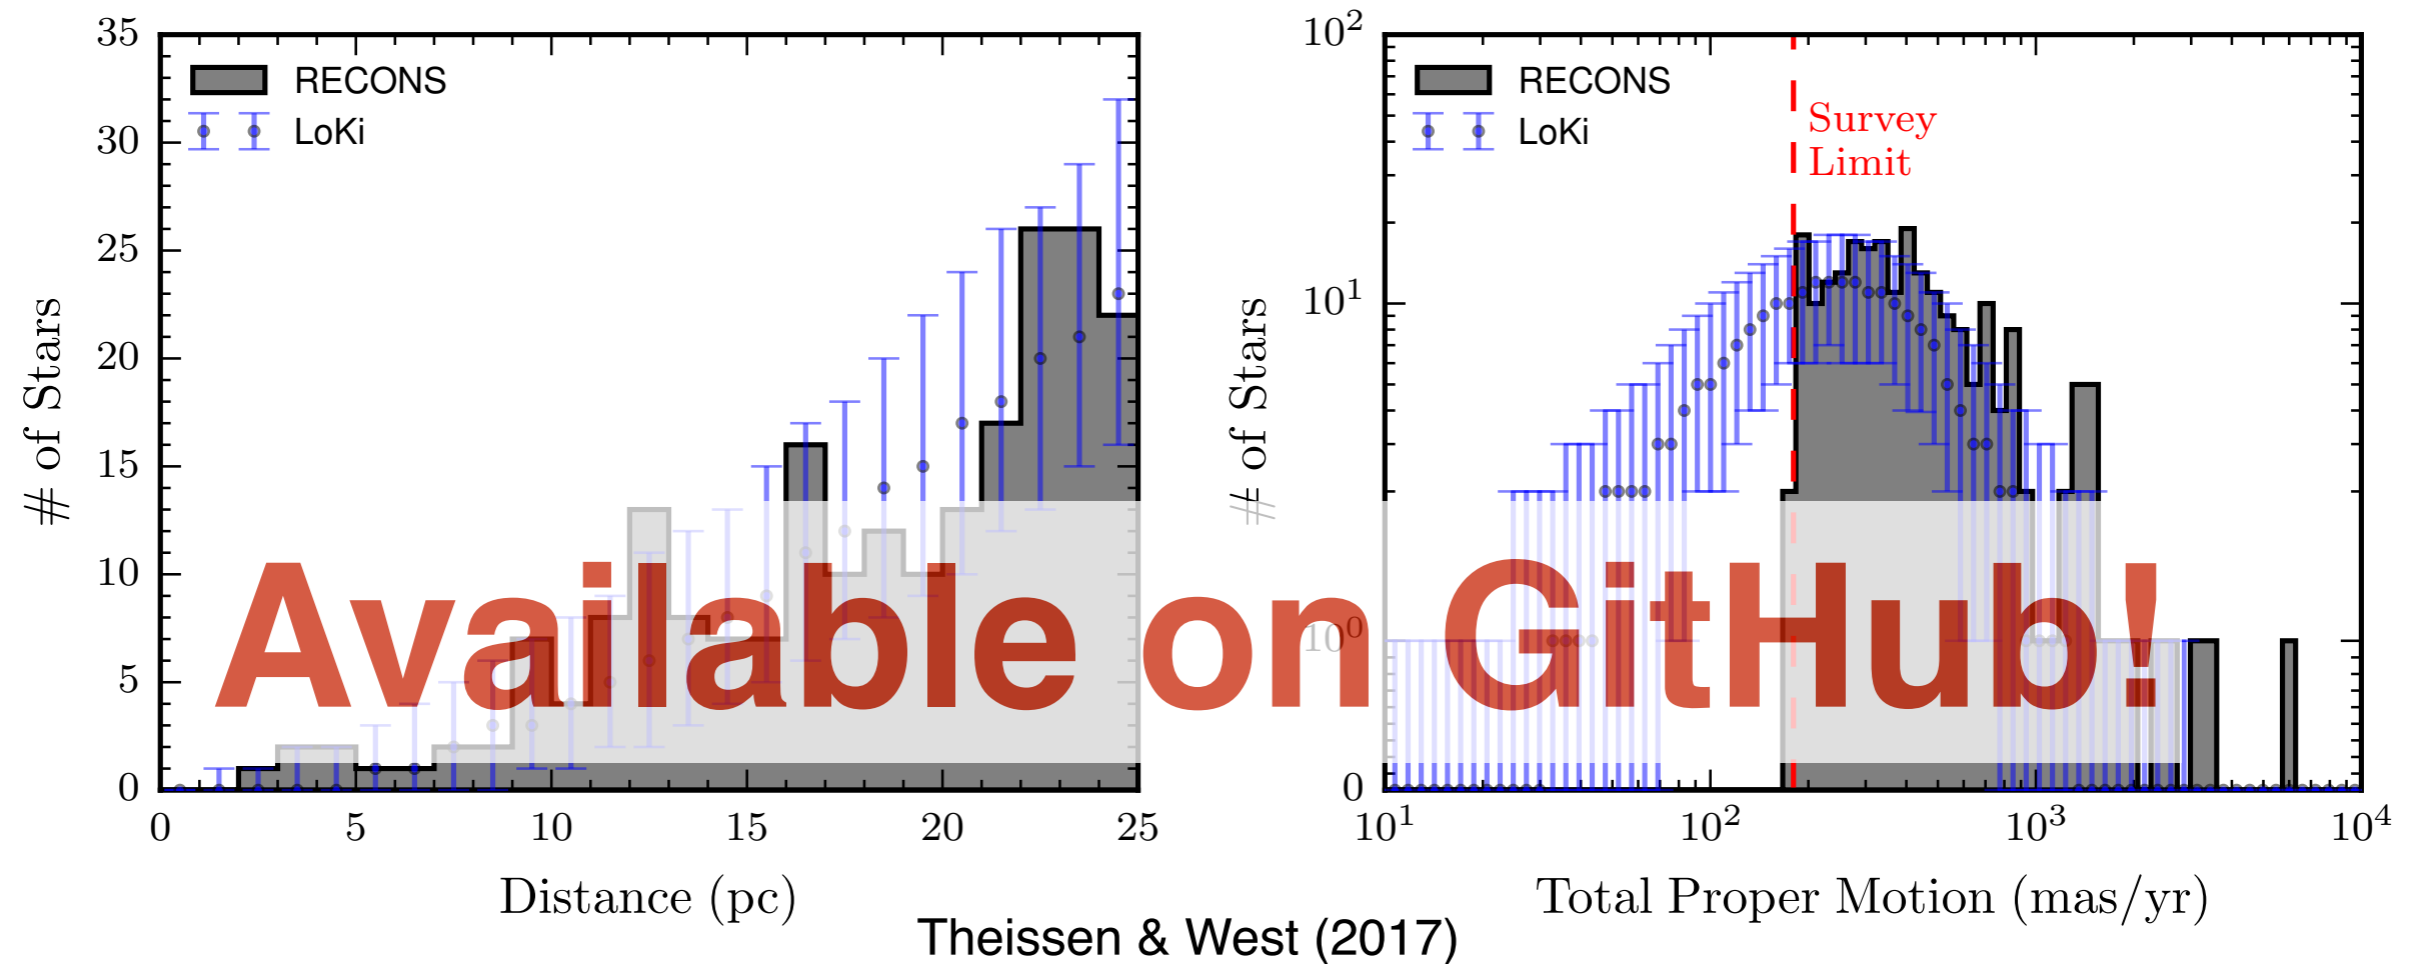 35
30
25
20
15
10
5
0
# of Stars
RECONS
LoKi
0 5 10 15 20 25
Distance (pc)
10²
10¹
10⁰
0
# of Stars
RECONS
LoKi
Survey
Limit
10¹ 10² 10³ 10⁴
Total Proper Motion (mas/yr)
Available on GitHub!
Theissen & West (2017)